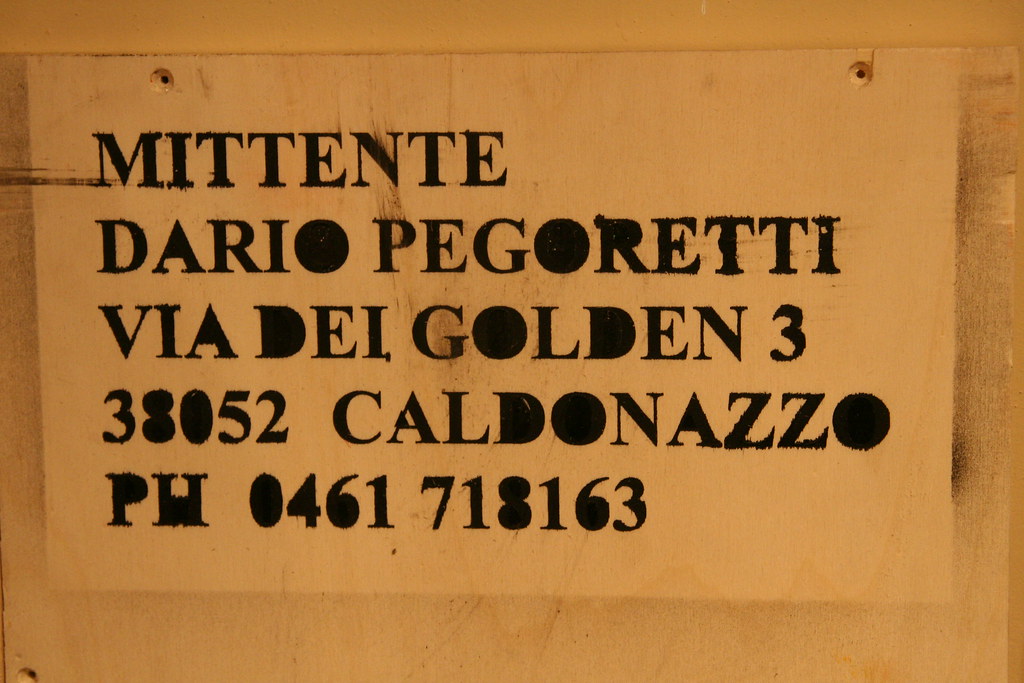 MITTENTE
DARIO PEGORETTI
VIA DEI GOLDEN 3
38052 CALDONAZZO
PH 0461 718163